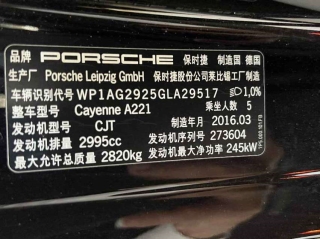 品牌 PORSCHE 保时捷 制造国 德国
生产厂 Porsche Leipzig GmbH 保时捷股份公司莱比锡工厂制造
车辆识别代号 WP1AG2925GLA29517 1,0%
整车型号 Cayenne A221 乘坐人数 5
发动机型号 CJT 制造年月 2016.03
发动机排量 2995cc 发动机序列号 273604
最大允许总质量 2820kg 发动机最大净功率 245kW